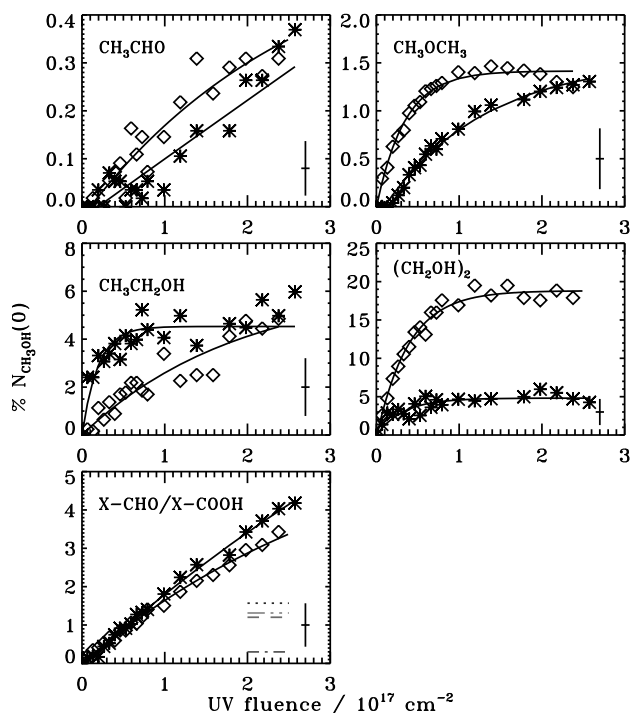 0.4
0.3
0.2
0.1
0.0
CH₃CHO
0 1 2 3
2.0
1.5
1.0
0.5
0.0
CH₃OCH₃
0 1 2 3
% N_CH₃OH(0)
8
6
4
2
0
CH₃CH₂OH
0 1 2 3
25
20
15
10
5
0
(CH₂OH)₂
0 1 2 3
5
4
3
2
1
0
X-CHO/X-COOH
0 1 2 3
UV fluence / 10¹⁷ cm⁻²